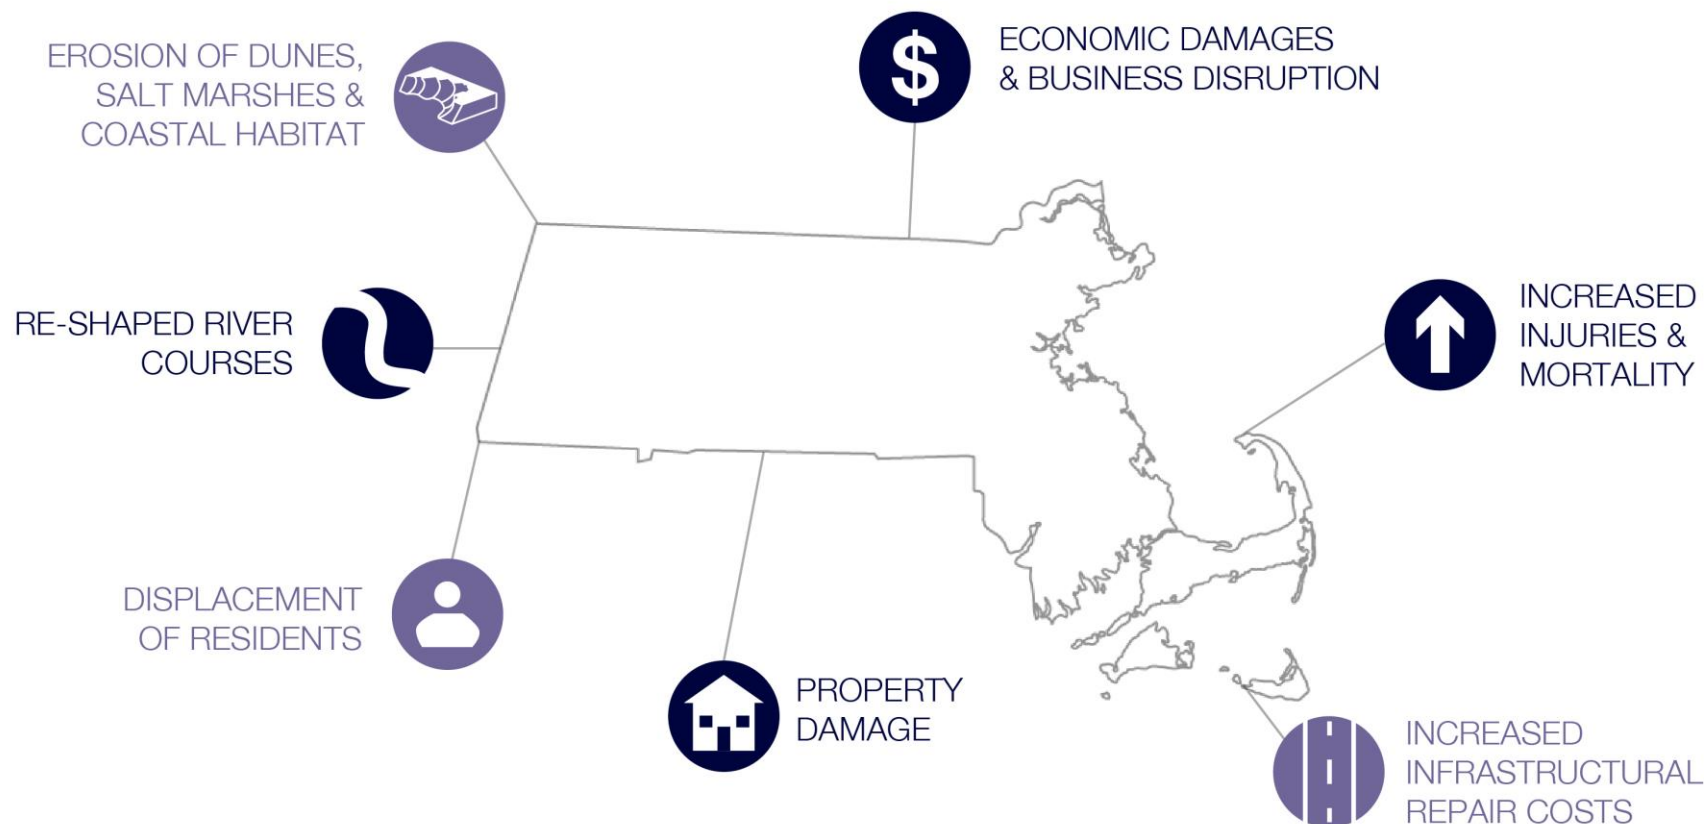 EROSION OF DUNES,
SALT MARSHES &
COASTAL HABITAT
ECONOMIC DAMAGES
& BUSINESS DISRUPTION
RE-SHAPED RIVER
COURSES
INCREASED
INJURIES &
MORTALITY
DISPLACEMENT
OF RESIDENTS
PROPERTY
DAMAGE
INCREASED
INFRASTRUCTURAL
REPAIR COSTS
$